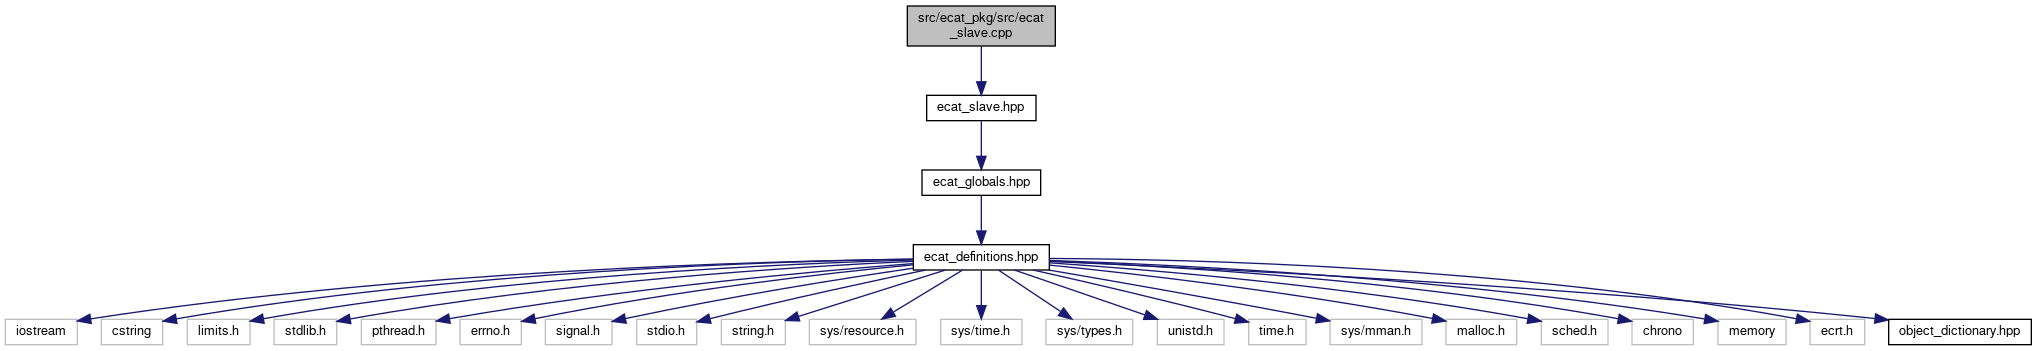 src/ecat_pkg/src/ecat
_slave.cpp
ecat_slave.hpp
ecat_globals.hpp
ecat_definitions.hpp
iostream
cstring
limits.h
stdlib.h
pthread.h
errno.h
signal.h
stdio.h
string.h
sys/resource.h
sys/time.h
sys/types.h
unistd.h
time.h
sys/mman.h
malloc.h
sched.h
chrono
memory
ecrt.h
object_dictionary.hpp